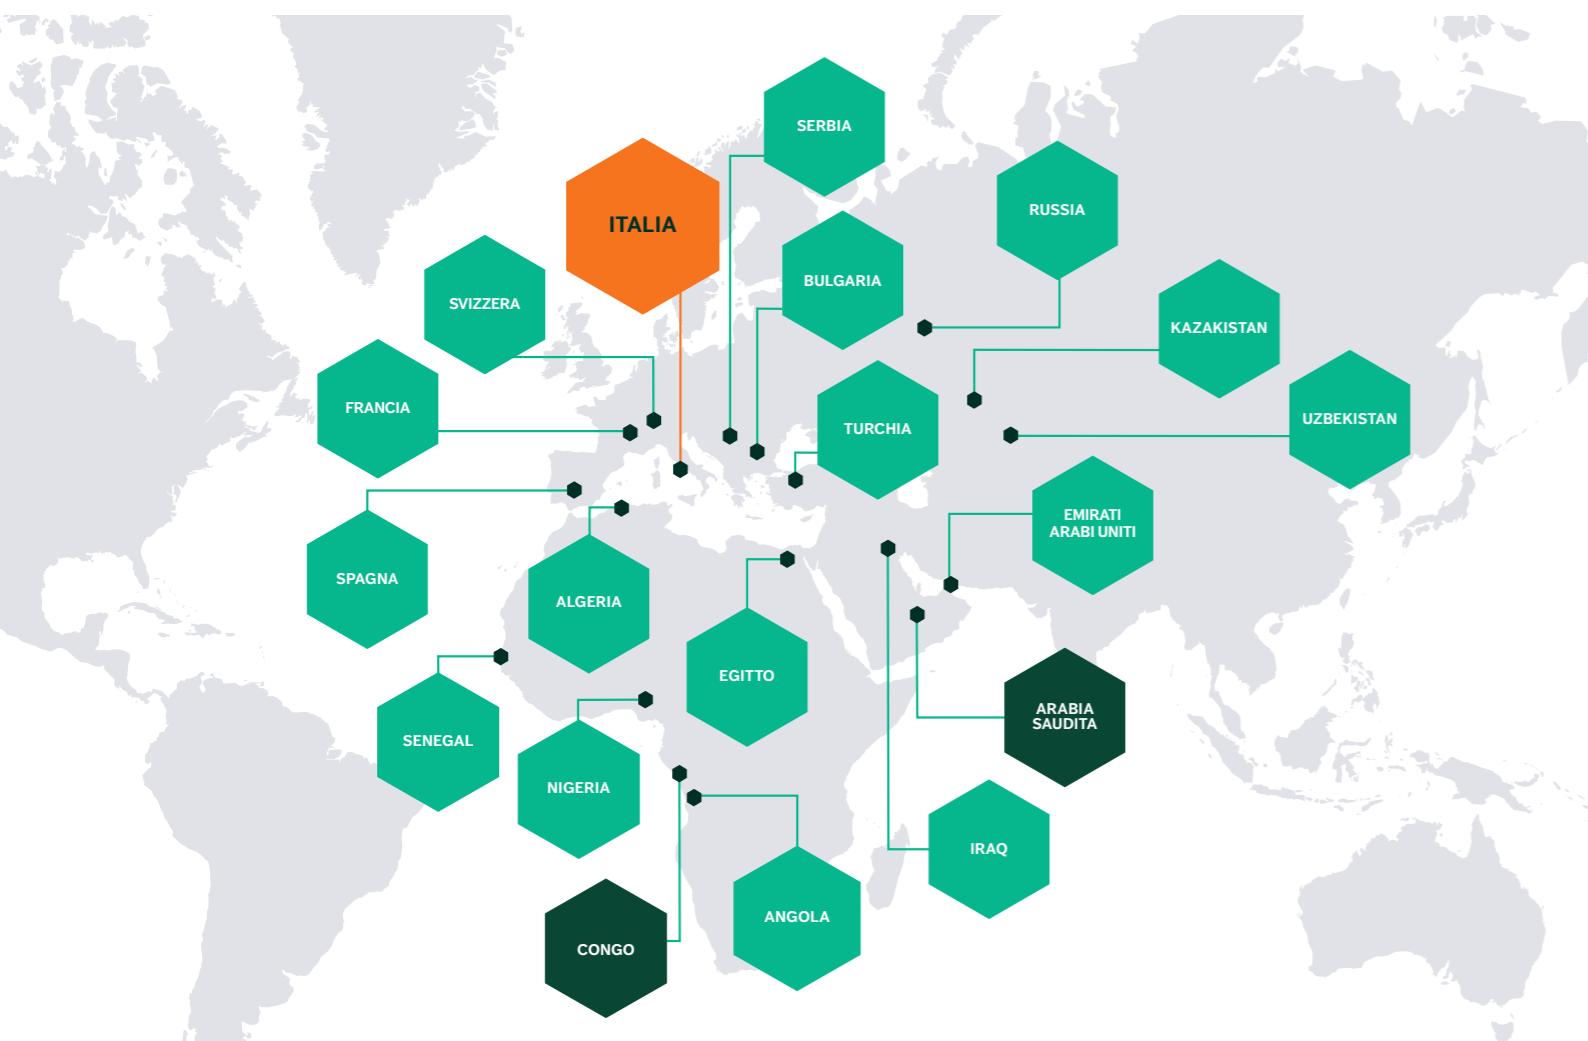 SERBIA
RUSSIA
ITALIA
BULGARIA
SVIZZERA
KAZAKISTAN
FRANCIA
TURCHIA
UZBEKISTAN
EMIRATI
ARABI UNITI
SPAGNA
ALGERIA
EGITTO
ARABIA
SAUDITA
SENEGAL
NIGERIA
IRAQ
ANGOLA
CONGO